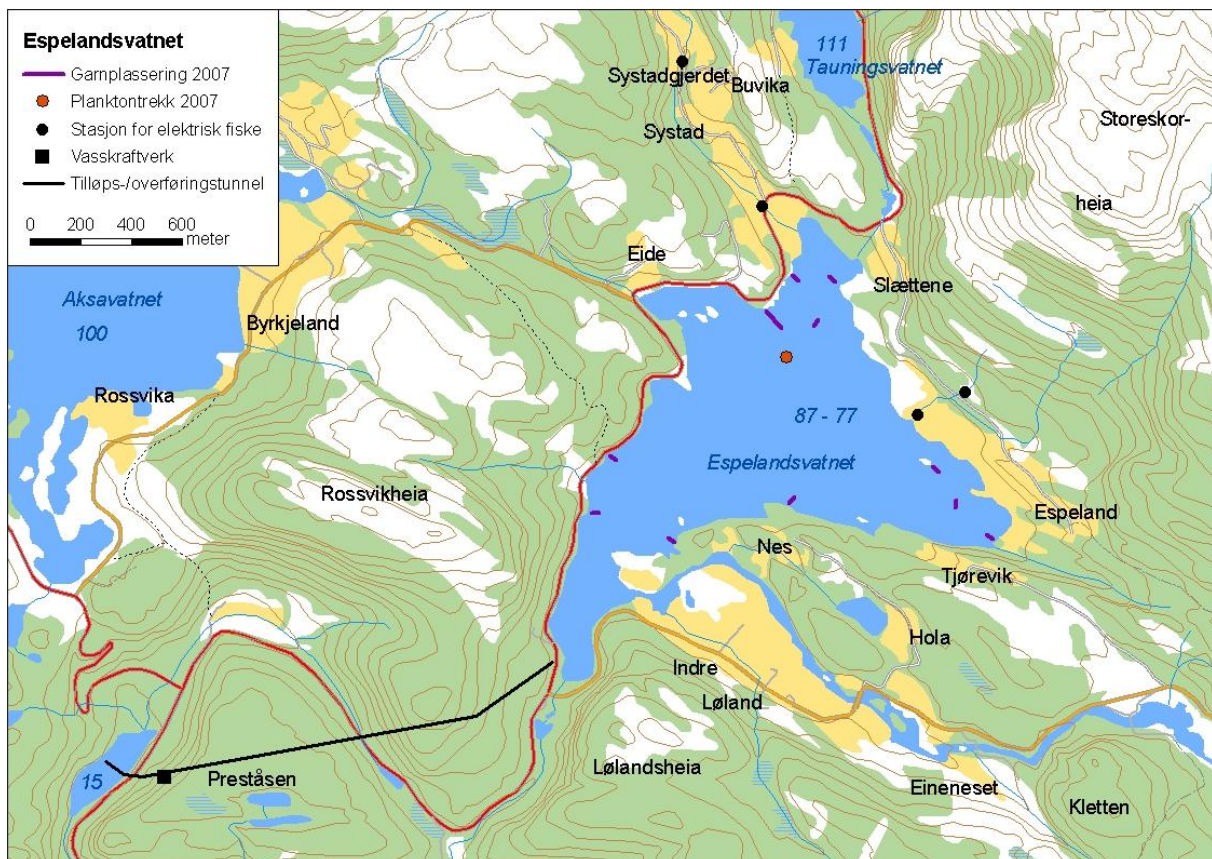 Espelandsvatnet
Garnplassering 2007
Planktontrekk 2007
Stasjon for elektrisk fiske
Vasskraftverk
Tilløps-/overføringstunnel
0 200 400 600
meter
111
Tauningsvatnet
Systadgjerdet
Buvika
Systad
Storeskor-
heia
Eide
Slættene
Aksavatnet
100
Byrkjeland
Rossvika
87 - 77
Espelandsvatnet
Rossvikheia
Espeland
Nes
Tjørevik
Hola
Indre
Løland
15
Preståsen
Lølandsheia
Eineneset
Kletten